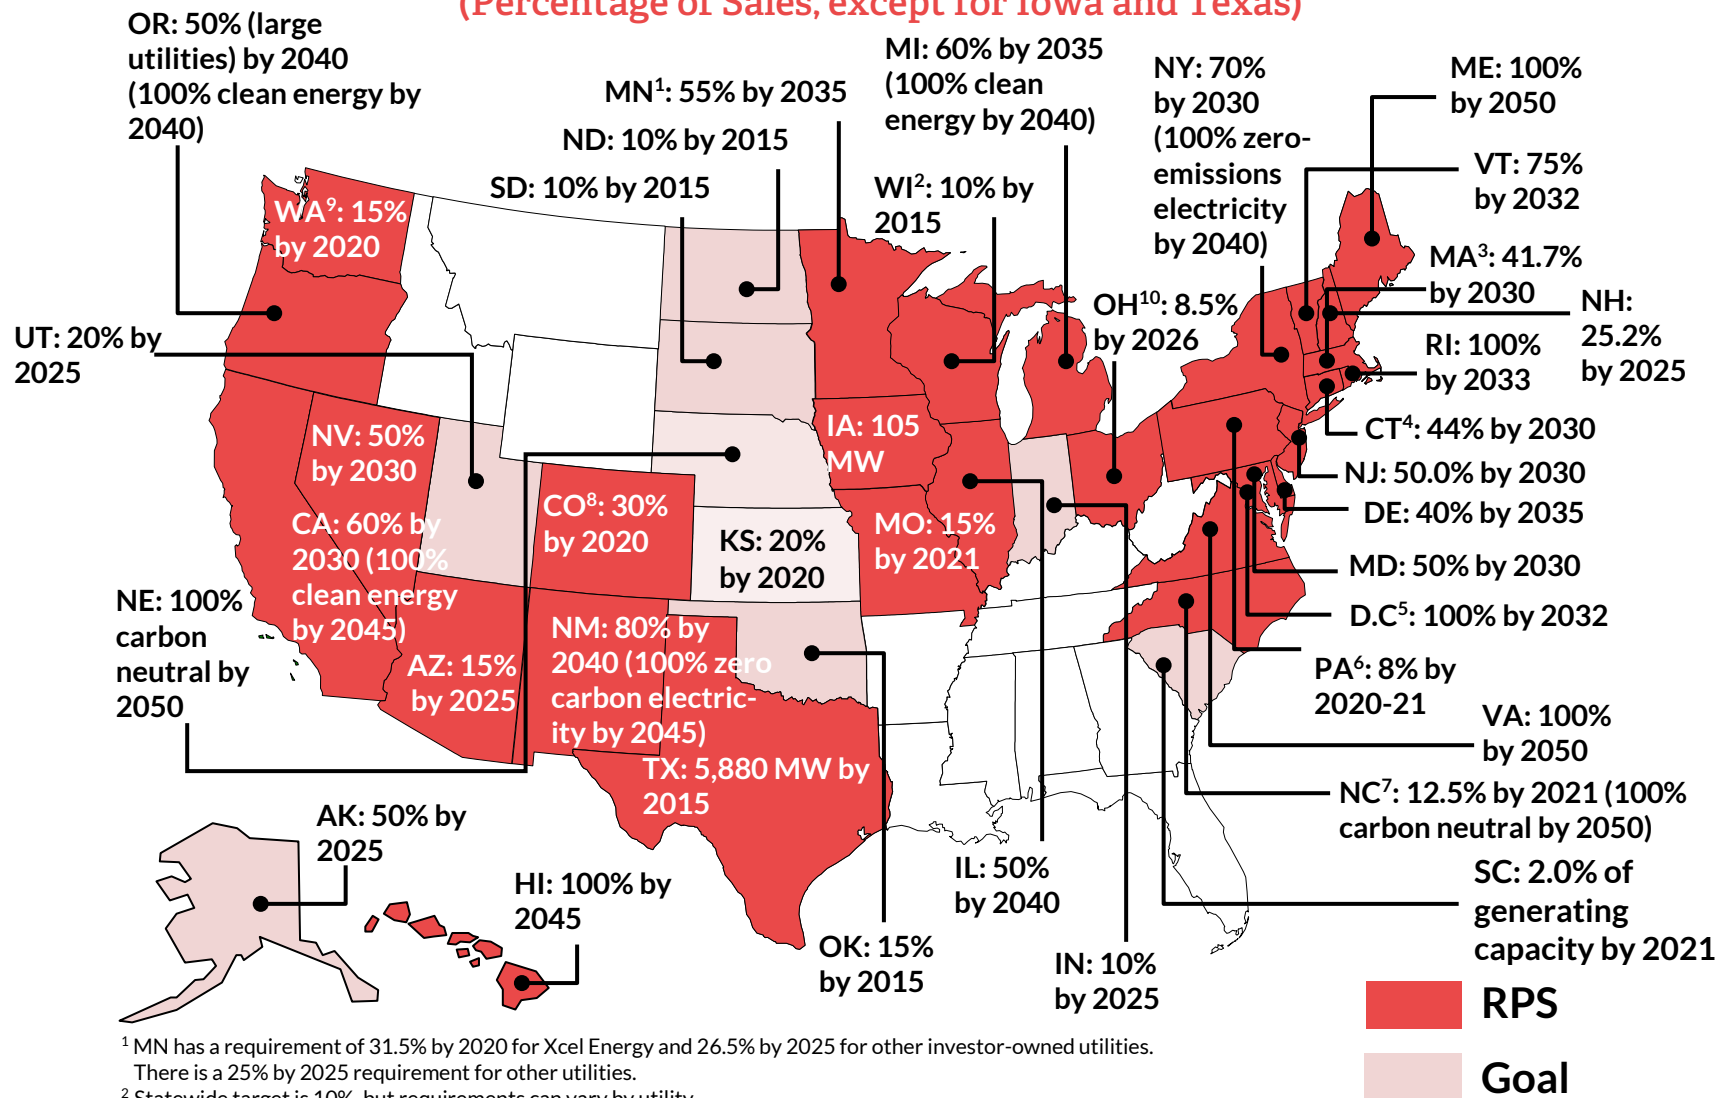 (Percentage of Sales, except for Iowa and Texas)
OR: 50% (large
utilities) by 2040
(100% clean energy by
2040)
MN¹: 55% by 2035
ND: 10% by 2015
SD: 10% by 2015
MI: 60% by 2035
(100% clean
energy by 2040)
WI²: 10% by
2015
NY: 70%
by 2030
(100% zero-
emissions
electricity
by 2040)
ME: 100%
by 2050
VT: 75%
by 2032
MA³: 41.7%
by 2030
NH:
25.2%
by 2025
RI: 100%
by 2033
CT⁴: 44% by 2030
NJ: 50.0% by 2030
DE: 40% by 2035
MD: 50% by 2030
D.C⁵: 100% by 2032
PA⁶: 8% by
2020-21
VA: 100%
by 2050
NC⁷: 12.5% by 2021 (100%
carbon neutral by 2050)
SC: 2.0% of
generating
capacity by 2021
OH¹⁰: 8.5%
by 2026
WA⁹: 15%
by 2020
UT: 20% by
2025
NV: 50%
by 2030
CA: 60% by
2030 (100%
clean energy
by 2045)
CO⁸: 30%
by 2020
IA: 105
MW
KS: 20%
by 2020
MO: 15%
by 2021
NE: 100%
carbon
neutral by
2050
AZ: 15%
by 2025
NM: 80% by
2040 (100% zero
carbon electric-
ity by 2045)
TX: 5,880 MW by
2015
AK: 50% by
2025
HI: 100% by
2045
OK: 15%
by 2015
IL: 50%
by 2040
IN: 10%
by 2025
RPS
Goal
¹ MN has a requirement of 31.5% by 2020 for Xcel Energy and 26.5% by 2025 for other investor-owned utilities.
There is a 25% by 2025 requirement for other utilities.
² Statewide target is 10%, but requirements can vary by utility